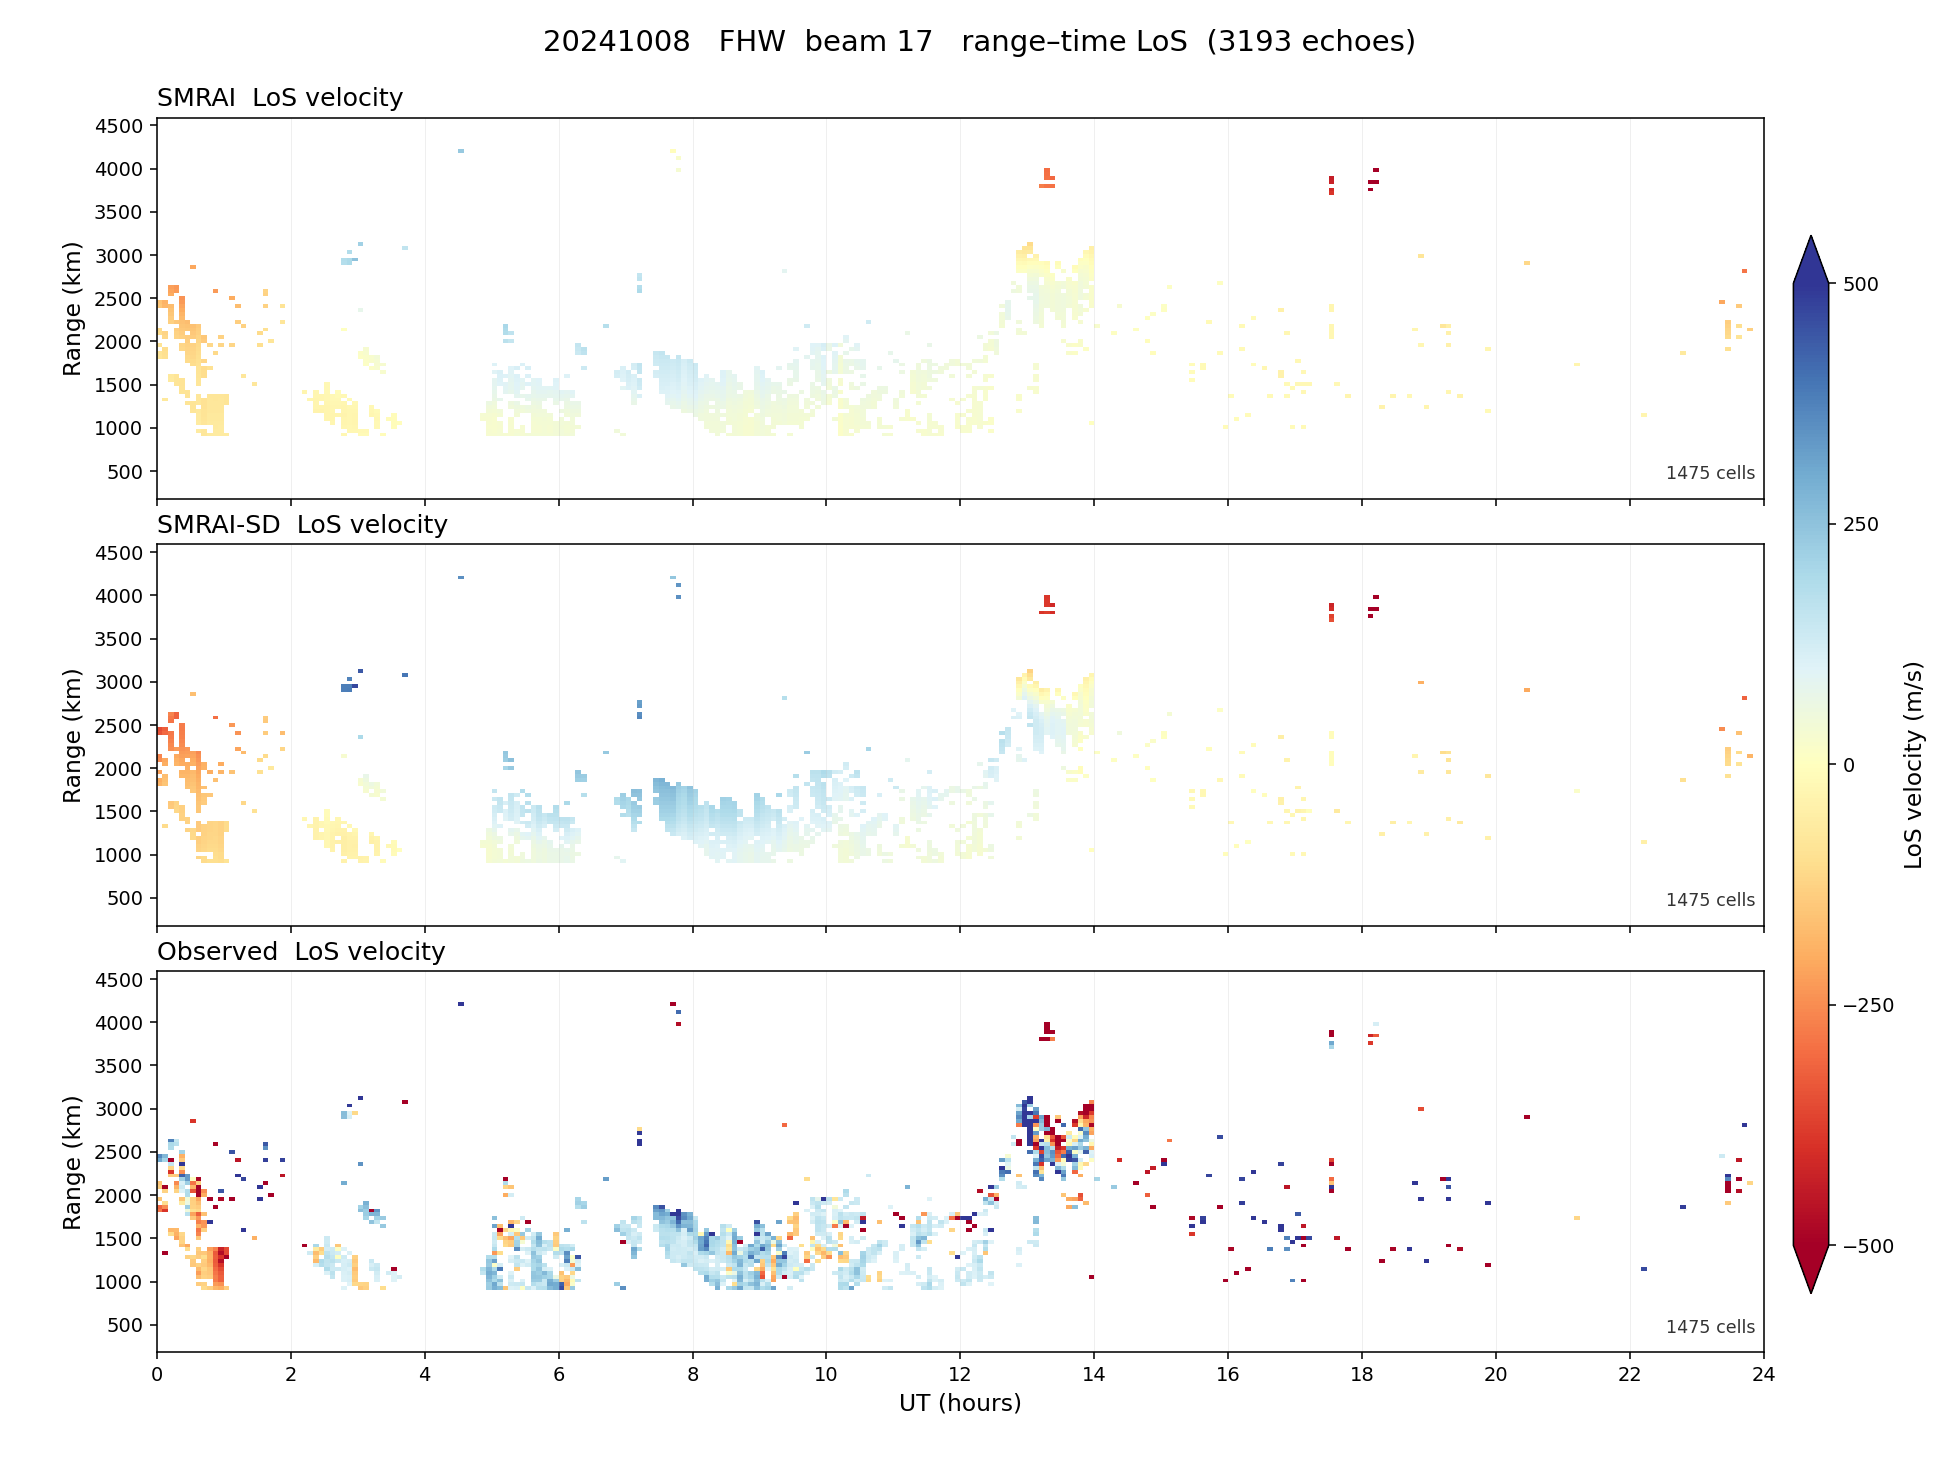 20241008   FHW  beam 17   range–time LoS  (3193 echoes)
SMRAI  LoS velocity
4500
4000
3500
3000
2500
2000
1500
1000
500
Range (km)
1475 cells
SMRAI-SD  LoS velocity
4500
4000
3500
3000
2500
2000
1500
1000
500
Range (km)
1475 cells
Observed  LoS velocity
4500
4000
3500
3000
2500
2000
1500
1000
500
Range (km)
1475 cells
0 2 4 6 8 10 12 14 16 18 20 22 24
UT (hours)
500
250
0
−250
−500
LoS velocity (m/s)